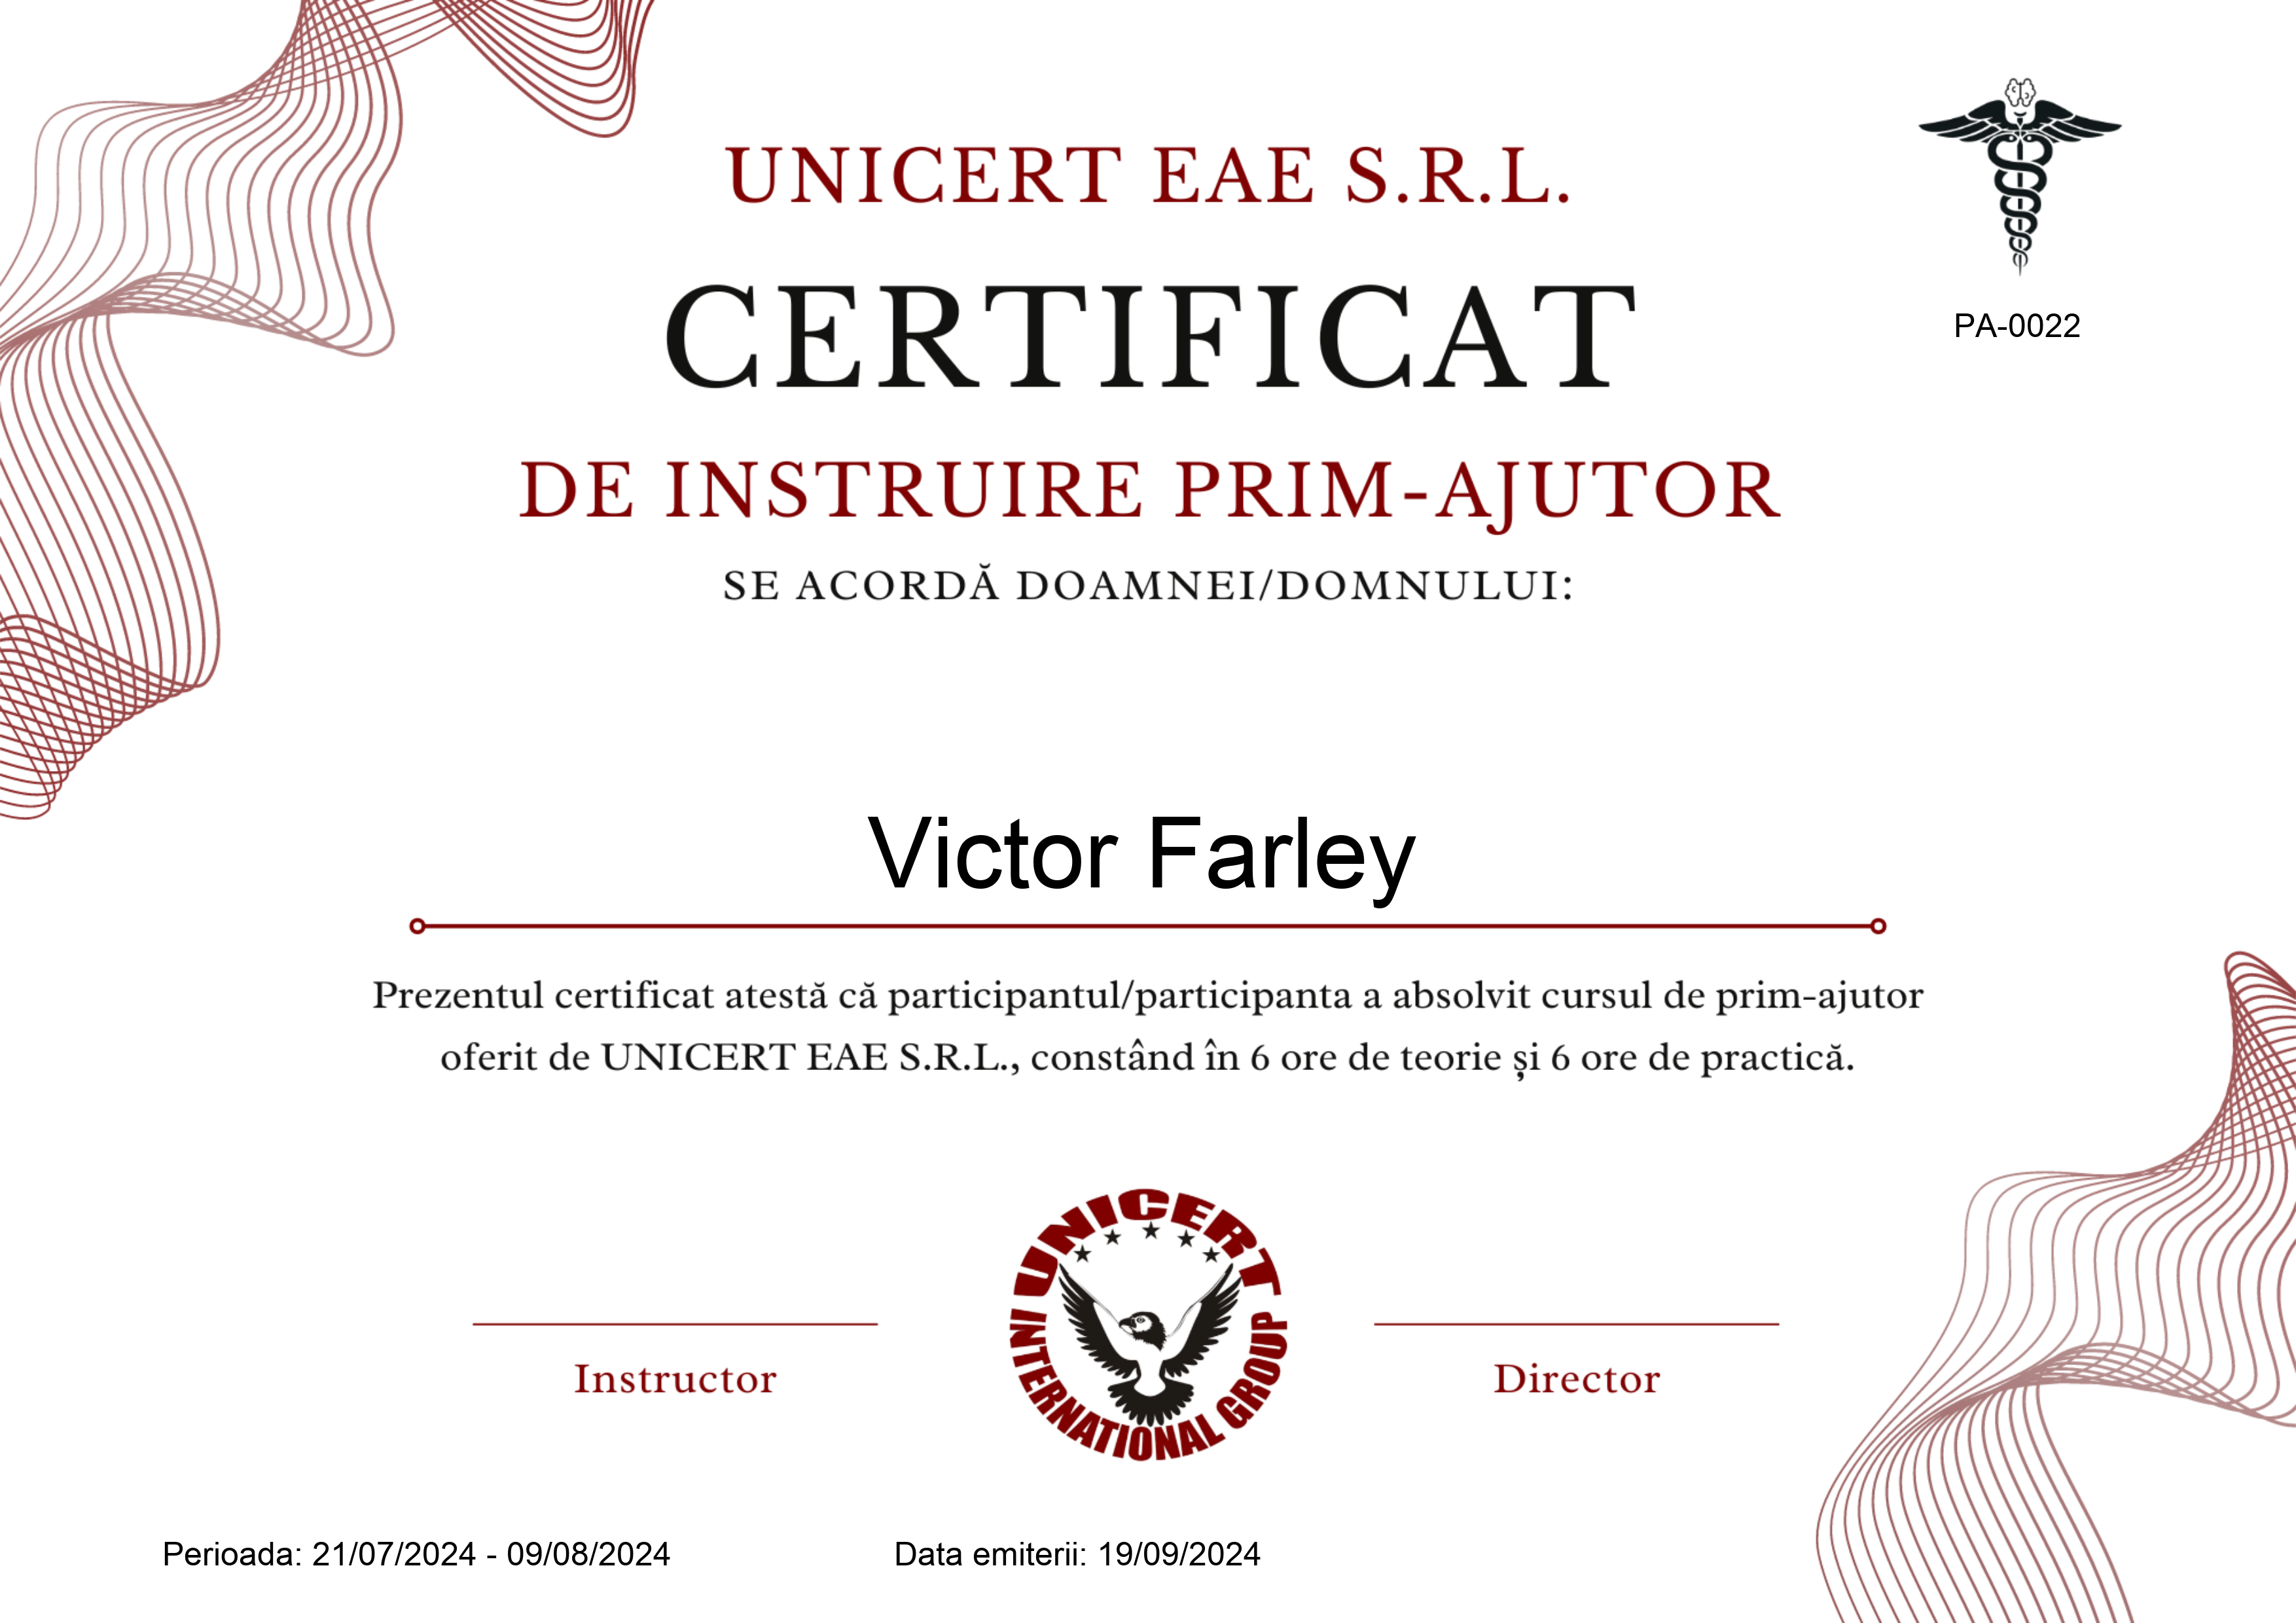 UNICERT EAE S.R.L.
CERTIFICAT
PA-0022
DE INSTRUIRE PRIM-AJUTOR
SE ACORDĂ DOAMNEI/DOMNULUI:
Victor Farley
Prezentul certificat atestă că participantul/participanta a absolvit cursul de prim-ajutor
oferit de UNICERT EAE S.R.L., constând în 6 ore de teorie și 6 ore de practică.
UNICERT
INTERNATIONAL GROUP
Instructor
Director
Perioada: 21/07/2024 - 09/08/2024
Data emiterii: 19/09/2024